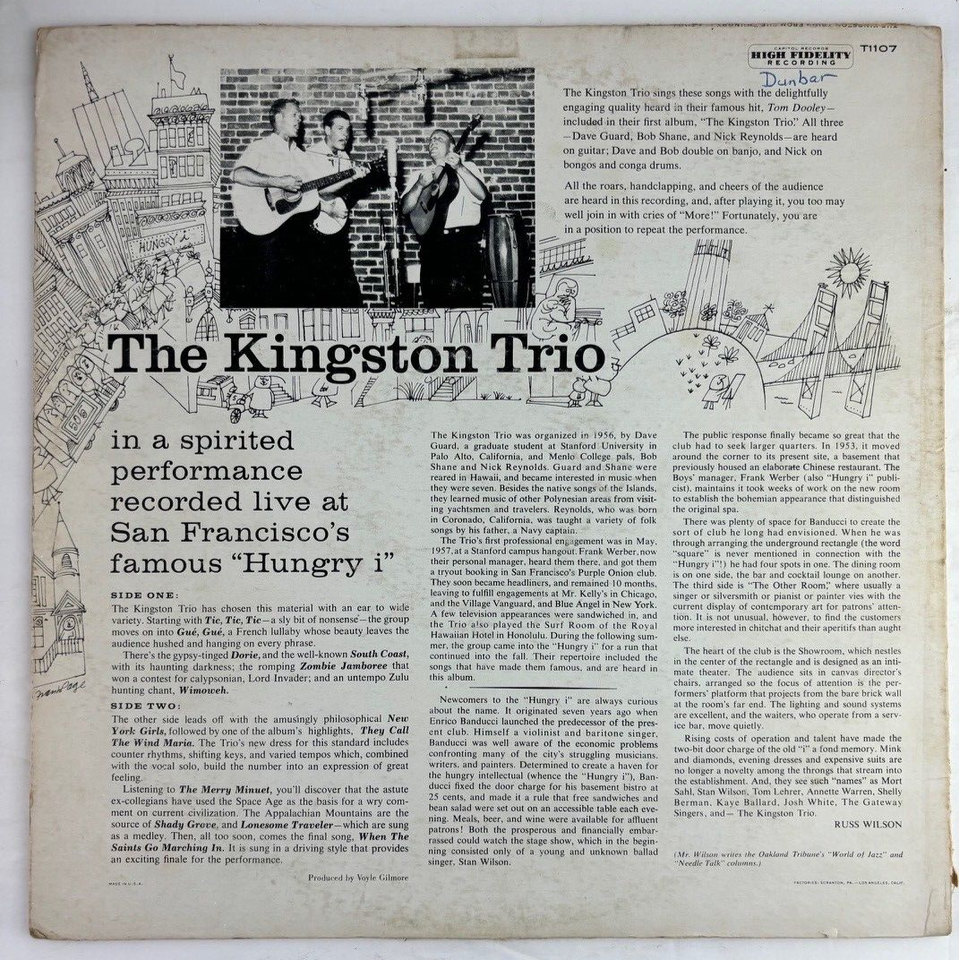 CAPITOL RECORDS
HIGH FIDELITY
RECORDING
T1107
Dunbar
The Kingston Trio sings these songs with the delightfully
engaging quality heard in their famous hit, Tom Dooley—
included in their first album, "The Kingston Trio." All three
—Dave Guard, Bob Shane, and Nick Reynolds—are heard
on guitar; Dave and Bob double on banjo, and Nick on
bongos and conga drums.
All the roars, handclapping, and cheers of the audience
are heard in this recording, and, after playing it, you too may
well join in with cries of "More!" Fortunately, you are
in a position to repeat the performance.
HUNGRY i
The Kingston Trio
in a spirited
performance
recorded live at
San Francisco's
famous "Hungry i"
SIDE ONE:
The Kingston Trio has chosen this material with an ear to wide
variety. Starting with Tic, Tic, Tic—a sly bit of nonsense—the group
moves on into Gué, Gué, a French lullaby whose beauty leaves the
audience hushed and hanging on every phrase.
There's the gypsy-tinged Dorie, and the well-known South Coast,
with its haunting darkness; the romping Zombie Jamboree that
won a contest for calypsonian, Lord Invader; and an untempo Zulu
hunting chant, Wimoweh.
SIDE TWO:
The other side leads off with the amusingly philosophical New
York Girls, followed by one of the album's highlights, They Call
The Wind Maria. The Trio's new dress for this standard includes
counter rhythms, shifting keys, and varied tempos which, combined
with the vocal solo, build the number into an expression of great
feeling.
Listening to The Merry Minuet, you'll discover that the astute
ex-collegians have used the Space Age as the basis for a wry com-
ment on current civilization. The Appalachian Mountains are the
source of Shady Grove, and Lonesome Traveler—which are sung
as a medley. Then, all too soon, comes the final song, When The
Saints Go Marching In. It is sung in a driving style that provides
an exciting finale for the performance.
Produced by Voyle Gilmore
MADE IN U.S.A.
The Kingston Trio was organized in 1956, by Dave
Guard, a graduate student at Stanford University in
Palo Alto, California, and Menlo College pals, Bob
Shane and Nick Reynolds. Guard and Shane were
reared in Hawaii, and became interested in music when
they were seven. Besides the native songs of the Islands,
they learned music of other Polynesian areas from visit-
ing yachtsmen and travelers. Reynolds, who was born
in Coronado, California, was taught a variety of folk
songs by his father, a Navy captain.
The Trio's first professional engagement was in May,
1957, at a Stanford campus hangout. Frank Werber, now
their personal manager, heard them there, and got them
a tryout booking in San Francisco's Purple Onion club.
They soon became headliners, and remained 10 months,
leaving to fulfill engagements at Mr. Kelly's in Chicago,
and the Village Vanguard, and Blue Angel in New York.
A few television appearances were sandwiched in, and
the Trio also played the Surf Room of the Royal
Hawaiian Hotel in Honolulu. During the following sum-
mer, the group came into the "Hungry i" for a run that
continued into the fall. Their repertoire included the
songs that have made them famous, and are heard in
this album.
Newcomers to the "Hungry i" are always curious
about the name. It originated seven years ago when
Enrico Banducci launched the predecessor of the pres-
ent club. Himself a violinist and baritone singer,
Banducci was well aware of the economic problems
confronting many of the city's struggling musicians,
writers, and painters. Determined to create a haven for
the hungry intellectual (whence the "Hungry i"), Ban-
ducci fixed the door charge for his basement bistro at
25 cents, and made it a rule that free sandwiches and
bean salad were set out on an accessible table each eve-
ning. Meals, beer, and wine were available for affluent
patrons! Both the prosperous and financially embar-
rassed could watch the stage show, which in the begin-
ning consisted only of a young and unknown ballad
singer, Stan Wilson.
The public response finally became so great that the
club had to seek larger quarters. In 1953, it moved
around the corner to its present site, a basement that
previously housed an elaborate Chinese restaurant. The
Boys' manager, Frank Werber (also "Hungry i" publi-
cist), maintains it took weeks of work on the new room
to establish the bohemian appearance that distinguished
the original spa.
There was plenty of space for Banducci to create the
sort of club he long had envisioned. When he was
through arranging the underground rectangle (the word
"square" is never mentioned in connection with the
"Hungry i"!) he had four spots in one. The dining room
is on one side, the bar and cocktail lounge on another.
The third side is "The Other Room," where usually a
singer or silversmith or pianist or painter vies with the
current display of contemporary art for patrons' atten-
tion. It is not unusual, however, to find the customers
more interested in chitchat and their aperitifs than aught
else.
The heart of the club is the Showroom, which nestles
in the center of the rectangle and is designed as an inti-
mate theater. The audience sits in canvas director's
chairs, arranged so the focus of attention is the per-
formers' platform that projects from the bare brick wall
at the room's far end. The lighting and sound systems
are excellent, and the waiters, who operate from a serv-
ice bar, move quietly.
Rising costs of operation and talent have made the
two-bit door charge of the old "i" a fond memory. Mink
and diamonds, evening dresses and expensive suits are
no longer a novelty among the throngs that stream into
the establishment. And, they see such "names" as Mort
Sahl, Stan Wilson, Tom Lehrer, Annette Warren, Shelly
Berman, Kaye Ballard, Josh White, The Gateway
Singers, and— The Kingston Trio.
RUSS WILSON
(Mr. Wilson writes the Oakland Tribune's "World of Jazz" and
"Needle Talk" columns.)
FACTORIES: SCRANTON, PA.—LOS ANGELES, CALIF.